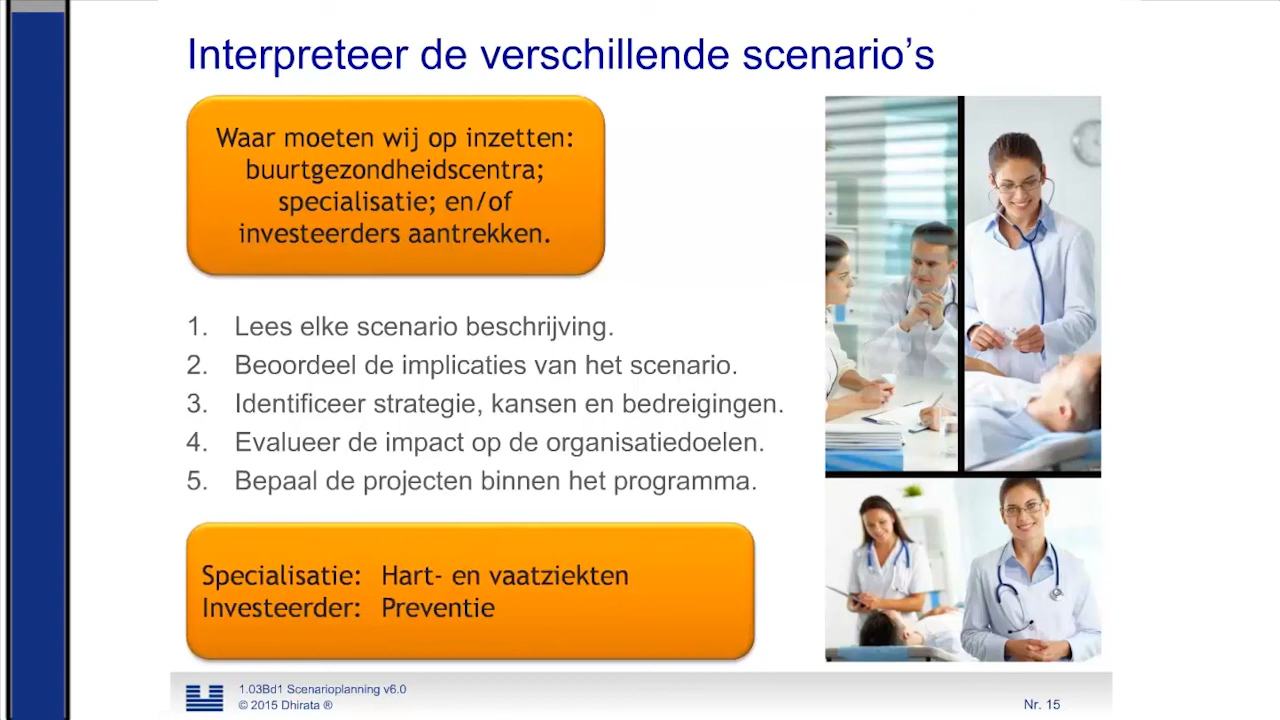 Interpreteer de verschillende scenario’s
Waar moeten wij op inzetten:
buurtgezondheidscentra;
specialisatie; en/of
investeerders aantrekken.
1. Lees elke scenario beschrijving.
2. Beoordeel de implicaties van het scenario.
3. Identificeer strategie, kansen en bedreigingen.
4. Evalueer de impact op de organisatiedoelen.
5. Bepaal de projecten binnen het programma.
Specialisatie: Hart- en vaatziekten
Investeerder: Preventie
1.03Bd1 Scenarioplanning v6.0
© 2015 Dhirata ®
Nr. 15